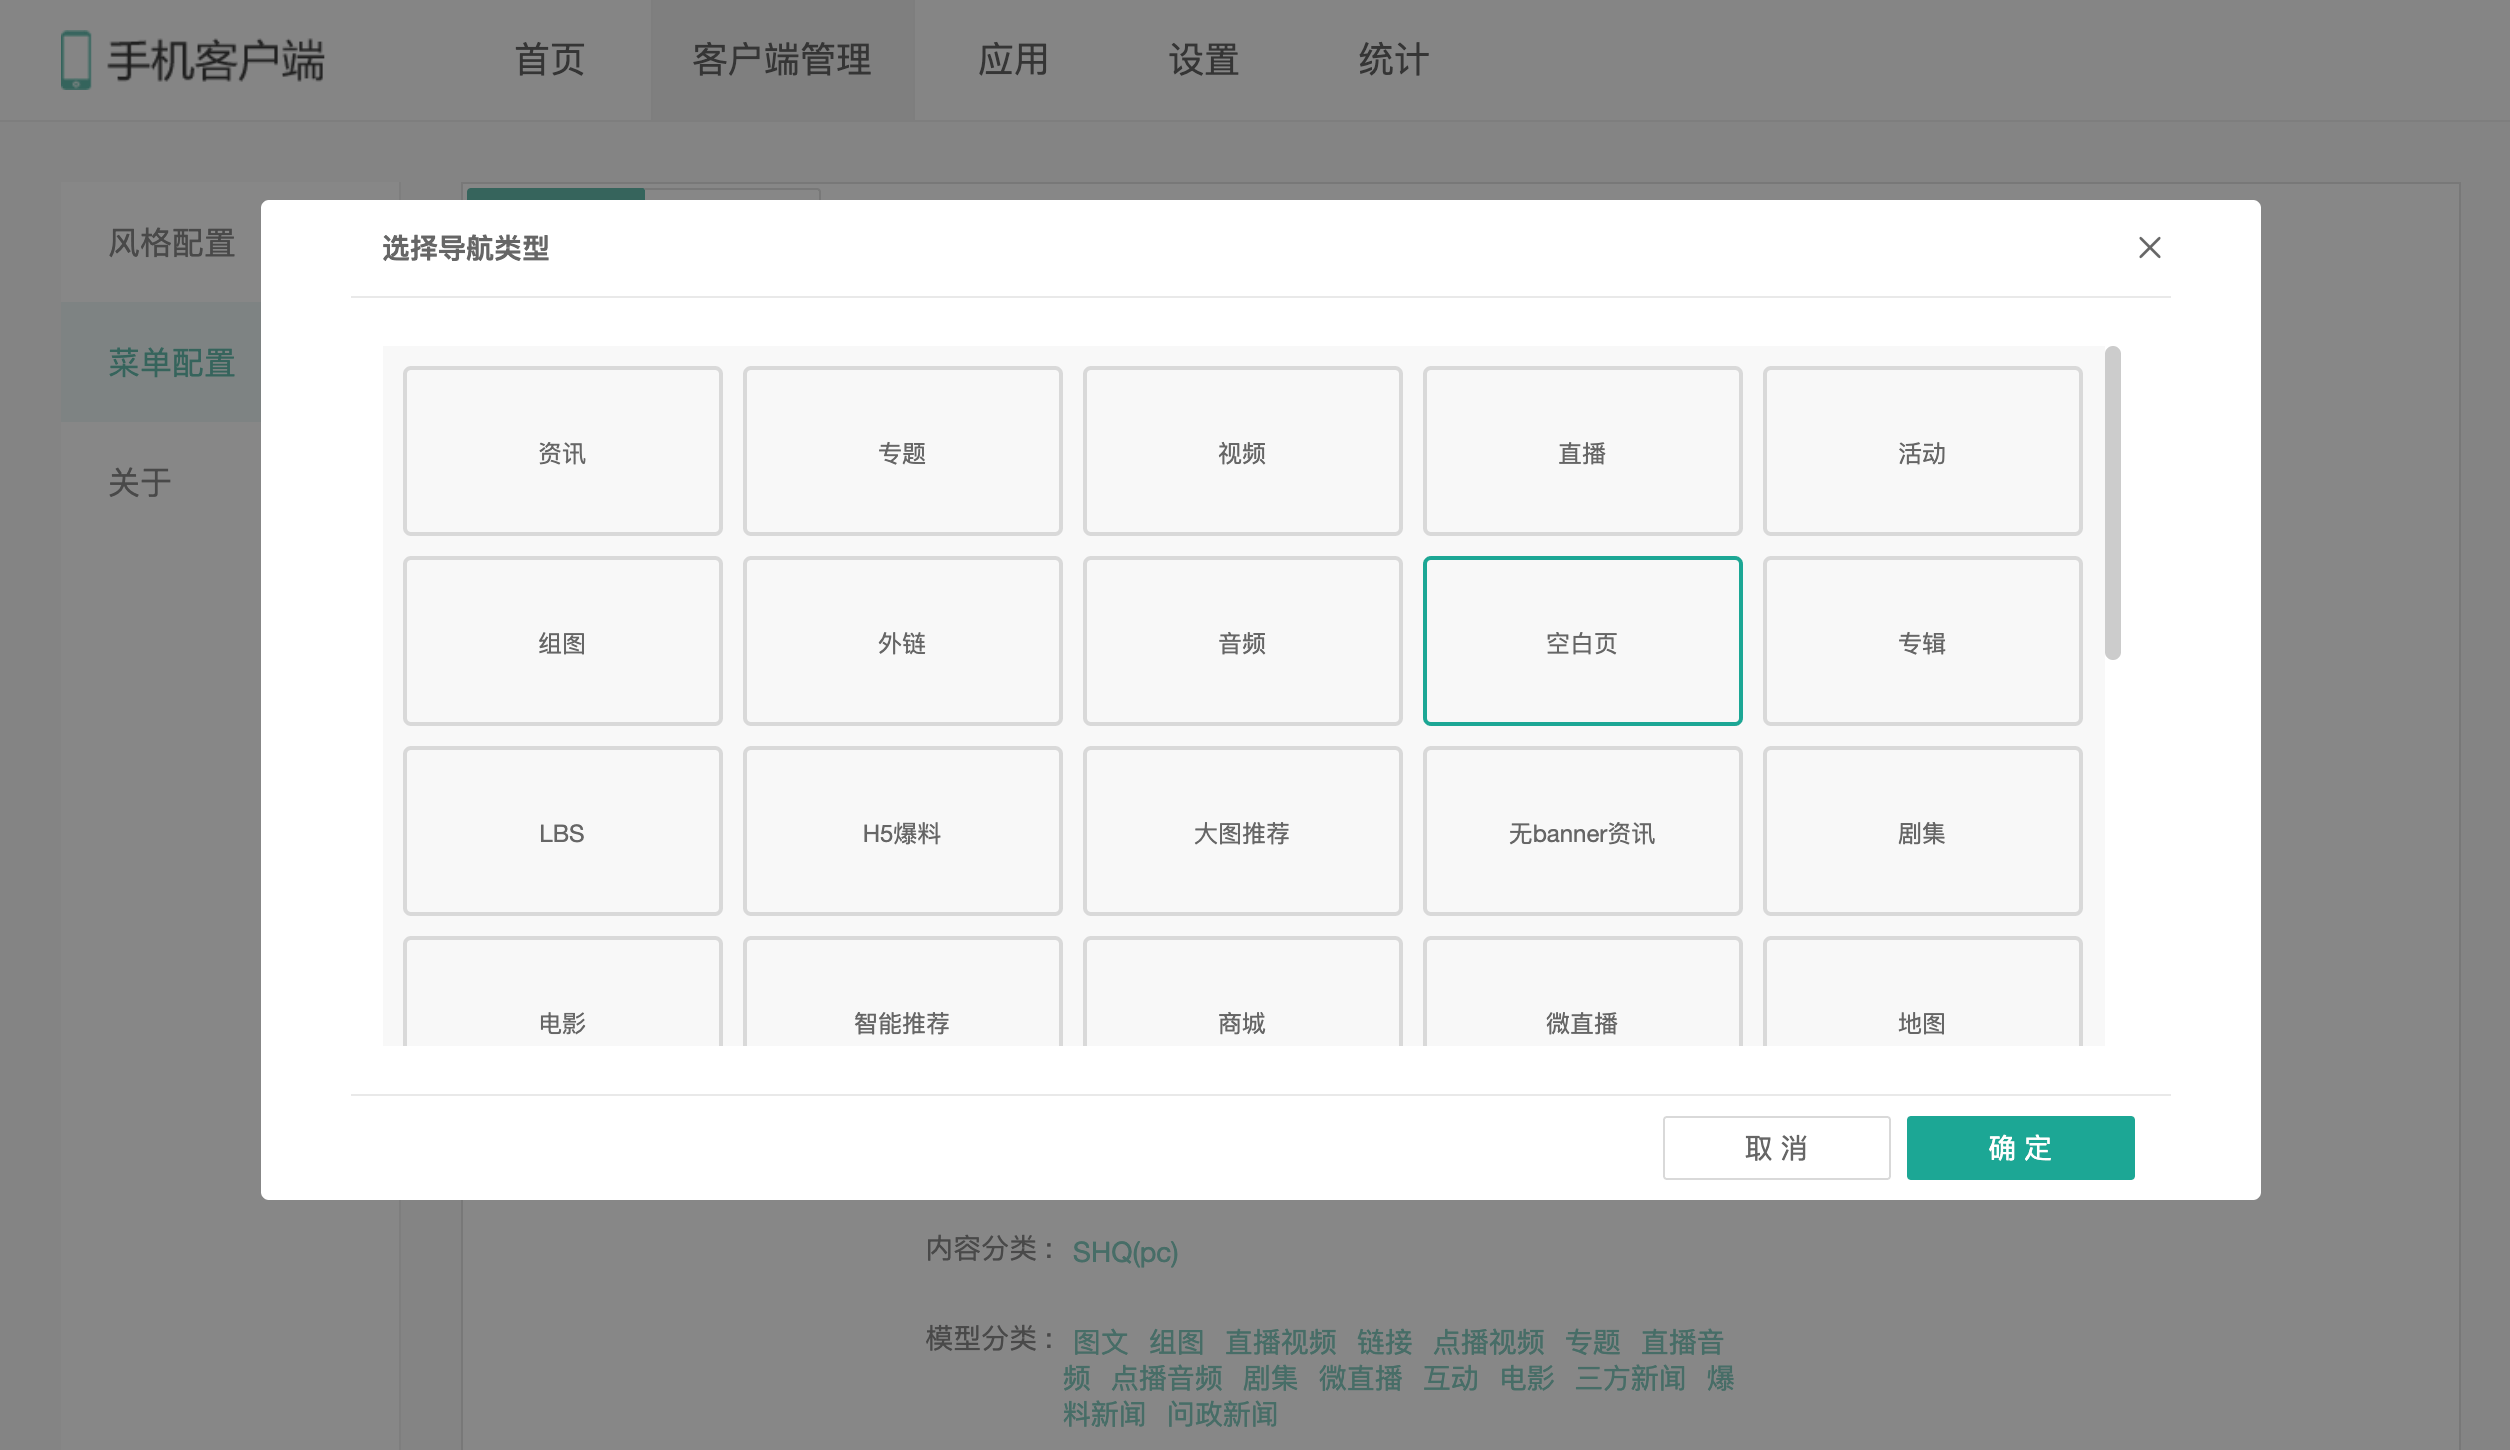 手机客户端
首页 客户端管理 应用 设置 统计
风格配置
菜单配置
关于
选择导航类型
资讯 专题 视频 直播 活动
组图 外链 音频 空白页 专辑
LBS H5爆料 大图推荐 无banner资讯 剧集
电影 智能推荐 商城 微直播 地图
取 消 确 定
内容分类： SHQ(pc)
模型分类： 图文 组图 直播视频 链接 点播视频 专题 直播音
频 点播音频 剧集 微直播 互动 电影 三方新闻 爆
料新闻 问政新闻